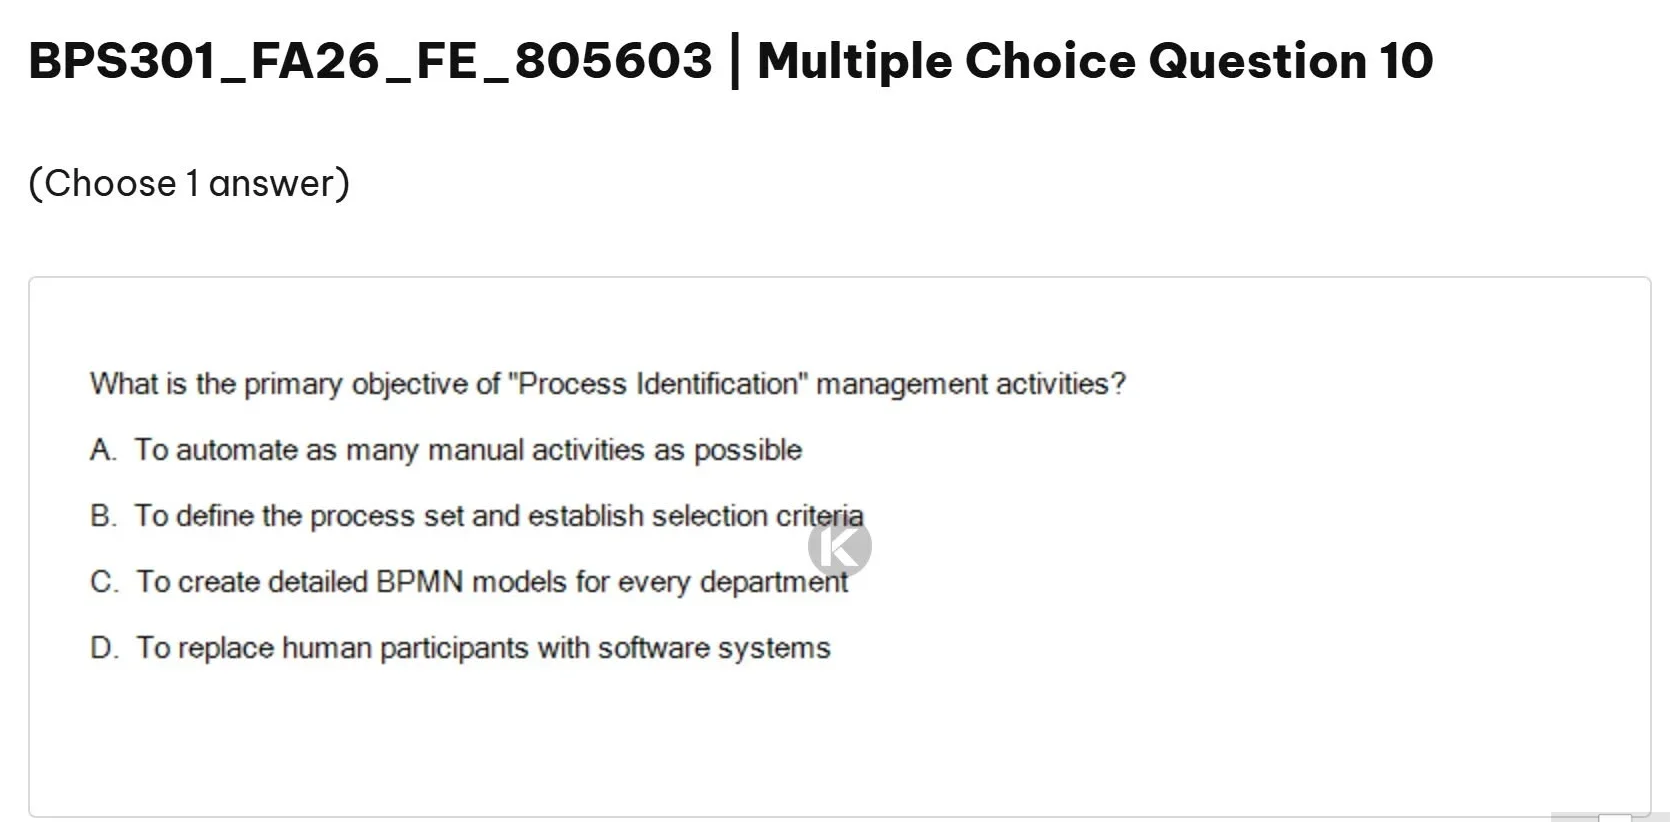 BPS301_FA26_FE_805603 | Multiple Choice Question 10
(Choose 1 answer)
What is the primary objective of "Process Identification" management activities?
A. To automate as many manual activities as possible
B. To define the process set and establish selection criteria
C. To create detailed BPMN models for every department
D. To replace human participants with software systems
K